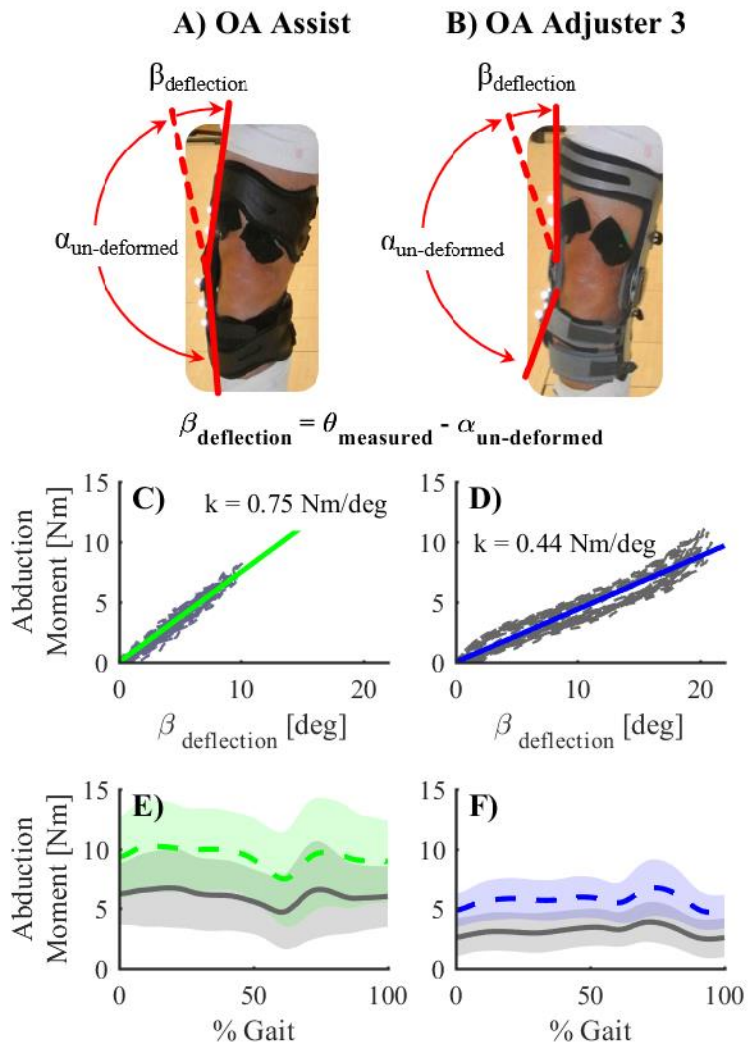 A) OA Assist
B) OA Adjuster 3
βdeflection
βdeflection
αun-deformed
αun-deformed
βdeflection = θmeasured - αun-deformed
C)
k = 0.75 Nm/deg
D)
k = 0.44 Nm/deg
Abduction
Moment [Nm]
15
10
5
0
15
10
5
0
0 10 20
0 10 20
β deflection [deg]
β deflection [deg]
E)
F)
Abduction
Moment [Nm]
15
10
5
0
15
10
5
0
0 50 100
0 50 100
% Gait
% Gait